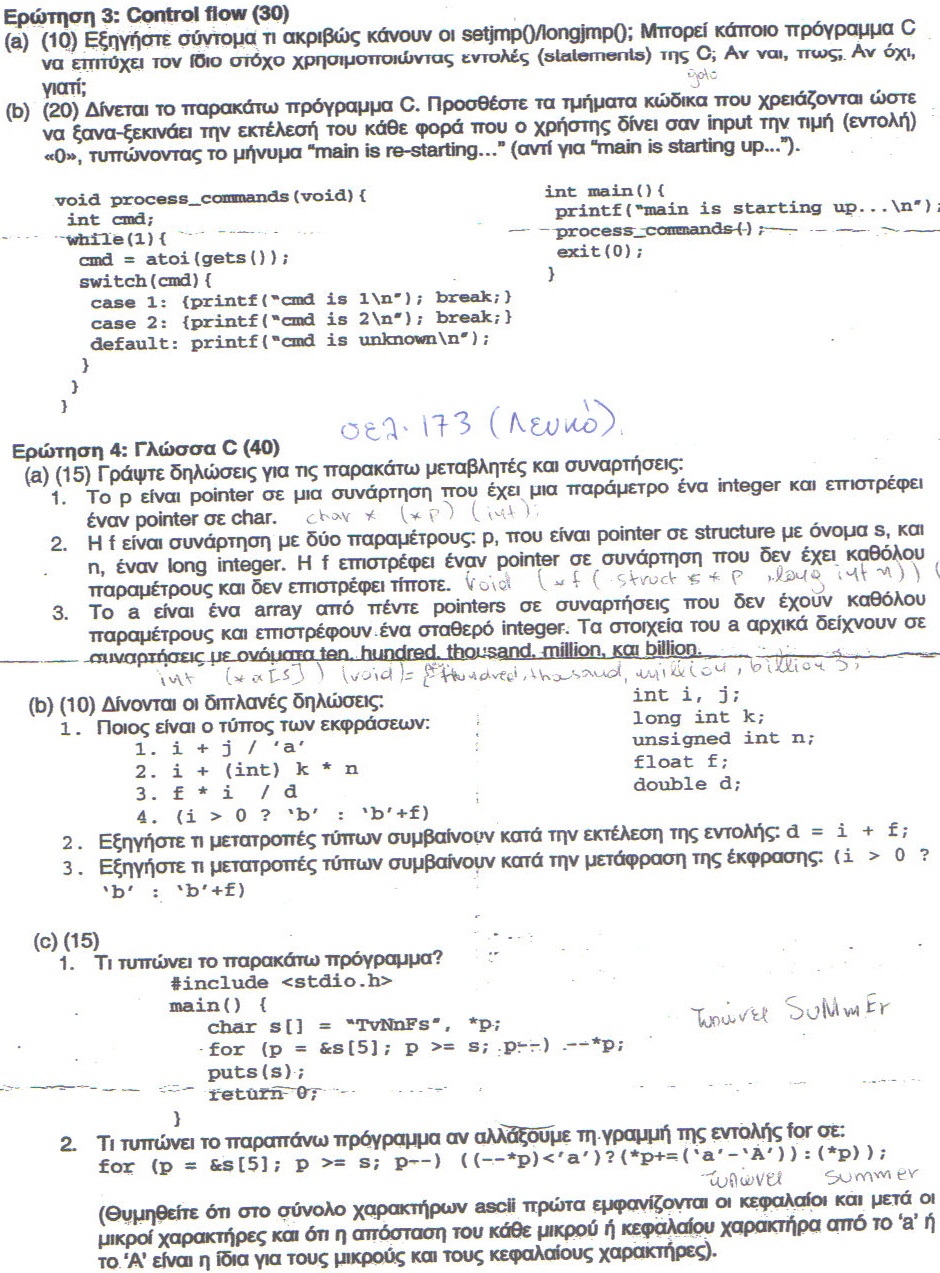 Ερώτηση 3: Control flow (30)
(a) (10) Εξηγήστε σύντομα τι ακριβώς κάνουν οι setjmp()/longjmp(); Μπορεί κάποιο πρόγραμμα C
να επιτύχει τον ίδιο στόχο χρησιμοποιώντας εντολές (statements) της C; Αν ναι, πως; Αν όχι,
γιατί;
goto
(b) (20) Δίνεται το παρακάτω πρόγραμμα C. Προσθέστε τα τμήματα κώδικα που χρειάζονται ώστε
να ξανα-ξεκινάει την εκτέλεσή του κάθε φορά που ο χρήστης δίνει σαν input την τιμή (εντολή)
«0», τυπώνοντας το μήνυμα "main is re-starting..." (αντί για "main is starting up...").
void process_commands(void){
int cmd;
while(1){
cmd = atoi(gets());
switch(cmd){
case 1: {printf("cmd is 1\n"); break;}
case 2: {printf("cmd is 2\n"); break;}
default: printf("cmd is unknown\n");
}
}
}
int main(){
printf("main is starting up...\n");
process_commands();
exit(0);
}
σελ. 173 (Λευκό).
Ερώτηση 4: Γλώσσα C (40)
(a) (15) Γράψτε δηλώσεις για τις παρακάτω μεταβλητές και συναρτήσεις:
1. Το p είναι pointer σε μια συνάρτηση που έχει μια παράμετρο ένα integer και επιστρέφει
έναν pointer σε char. char * (*p) (int);
2. Η f είναι συνάρτηση με δύο παραμέτρους: p, που είναι pointer σε structure με όνομα s, και
n, έναν long integer. Η f επιστρέφει έναν pointer σε συνάρτηση που δεν έχει καθόλου
παραμέτρους και δεν επιστρέφει τίποτε. void (*f( struct s * p , long int n)) (
3. Το a είναι ένα array από πέντε pointers σε συναρτήσεις που δεν έχουν καθόλου
παραμέτρους και επιστρέφουν ένα σταθερό integer. Τα στοιχεία του a αρχικά δείχνουν σε
συναρτήσεις με ονόματα ten, hundred, thousand, million, και billion.
int (*a[5]) (void)= { hundred, thousand, million, billion };
(b) (10) Δίνονται οι διπλανές δηλώσεις:
1. Ποιος είναι ο τύπος των εκφράσεων:
1. i + j / 'a'
2. i + (int) k * n
3. f * i / d
4. (i > 0 ? 'b' : 'b'+f)
int i, j;
long int k;
unsigned int n;
float f;
double d;
2. Εξηγήστε τι μετατροπές τύπων συμβαίνουν κατά την εκτέλεση της εντολής: d = i + f;
3. Εξηγήστε τι μετατροπές τύπων συμβαίνουν κατά την μετάφραση της έκφρασης: (i > 0 ?
'b' : 'b'+f)
(c) (15)
1. Τι τυπώνει το παρακάτω πρόγραμμα?
#include <stdio.h>
main() {
char s[] = "TvNnFs", *p;
for (p = &s[5]; p >= s; p--) --*p;
puts(s);
return 0;
}
τυπώνει SuMmEr
2. Τι τυπώνει το παραπάνω πρόγραμμα αν αλλάξουμε τη γραμμή της εντολής for σε:
for (p = &s[5]; p >= s; p--) ((--*p)<'a')?(*p+=('a'-'A')):(*p));
τυπώνει summer
(Θυμηθείτε ότι στο σύνολο χαρακτήρων ascii πρώτα εμφανίζονται οι κεφαλαίοι και μετά οι
μικροί χαρακτήρες και ότι η απόσταση του κάθε μικρού ή κεφαλαίου χαρακτήρα από το 'a' ή
το 'A' είναι η ίδια για τους μικρούς και τους κεφαλαίους χαρακτήρες).